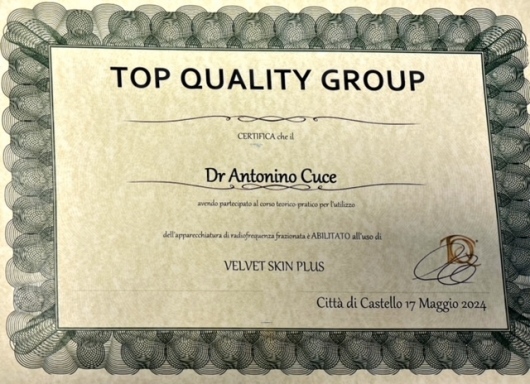 TOP QUALITY GROUP
CERTIFICA che il
Dr Antonino Cuce
avendo partecipato al corso teorico-pratico per l'utilizzo
dell'apparecchiatura di radiofrequenza frazionata è ABILITATO all'uso di
VELVET SKIN PLUS
Città di Castello 17 Maggio 2024